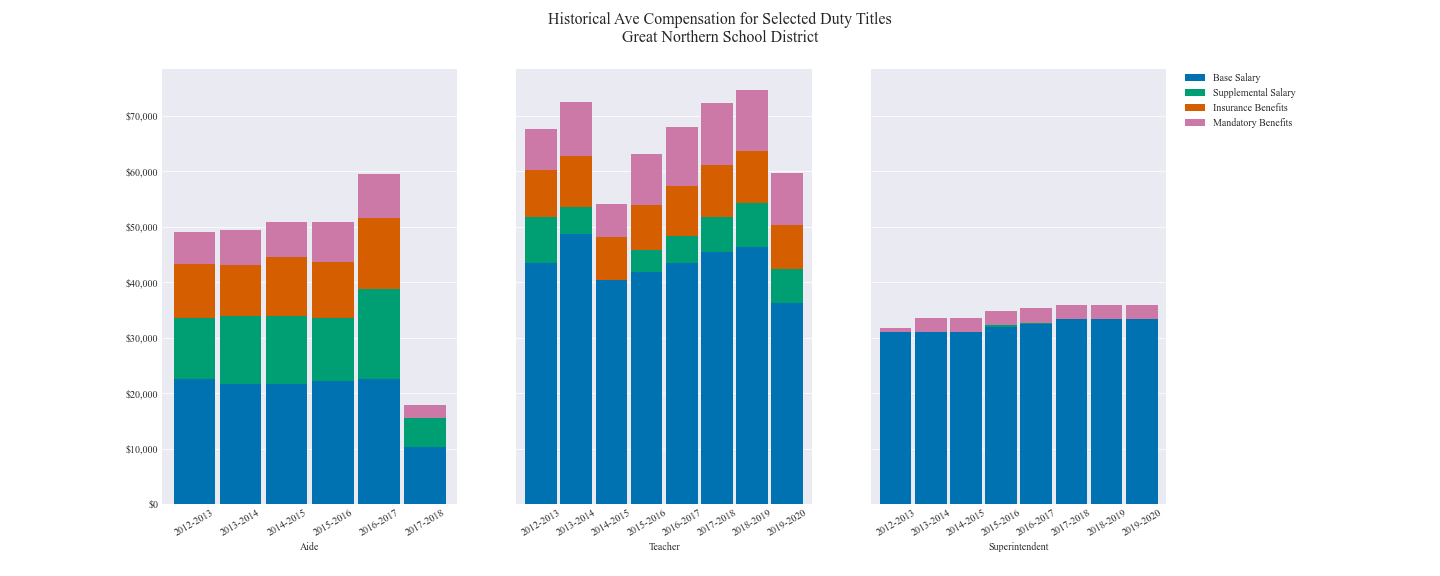 Historical Ave Compensation for Selected Duty Titles
Great Northern School District
Base Salary
Supplemental Salary
Insurance Benefits
Mandatory Benefits
$70,000
$60,000
$50,000
$40,000
$30,000
$20,000
$10,000
$0
2012-2013 2013-2014 2014-2015 2015-2016 2016-2017 2017-2018
Aide
2012-2013 2013-2014 2014-2015 2015-2016 2016-2017 2017-2018 2018-2019 2019-2020
Teacher
2012-2013 2013-2014 2014-2015 2015-2016 2016-2017 2017-2018 2018-2019 2019-2020
Superintendent